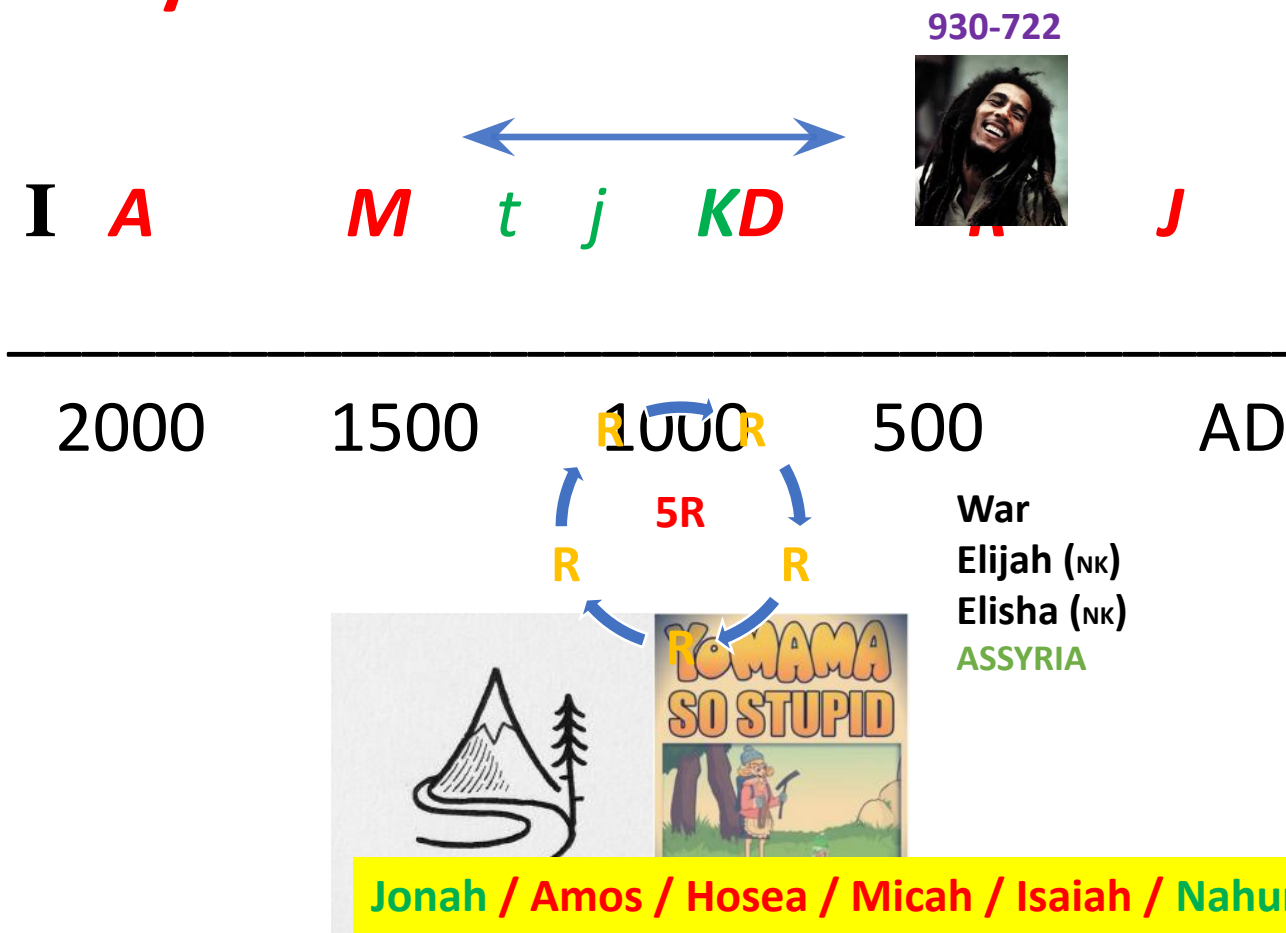 930-722
I A M t j KD J
2000 1500 1000 500 AD
R R
5R
R R
R
War
Elijah (NK)
Elisha (NK)
ASSYRIA
YO MAMA
SO STUPID
Jonah / Amos / Hosea / Micah / Isaiah /